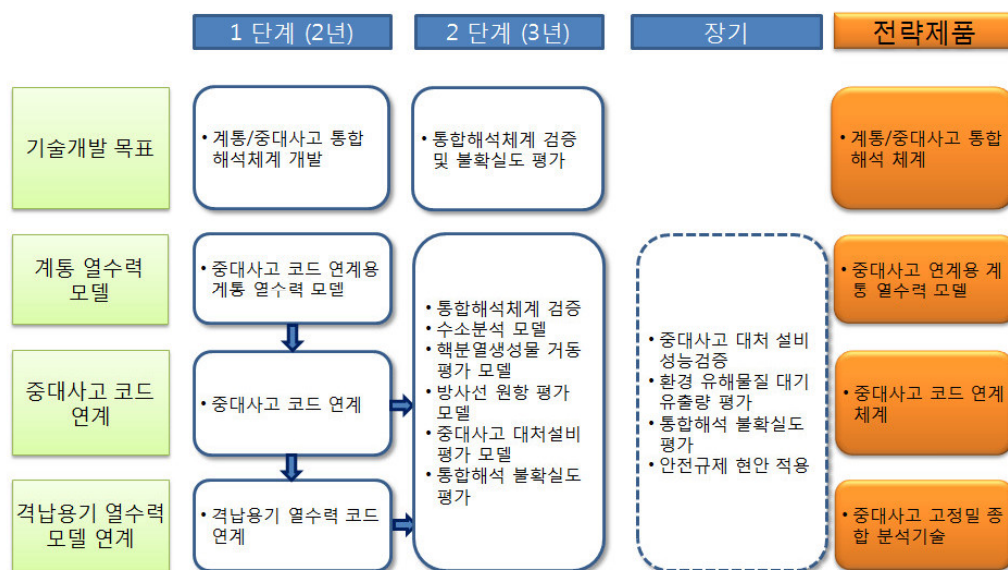 1 단계 (2년)
2 단계 (3년)
장기
전략제품
기술개발 목표
• 계통/중대사고 통합
해석체계 개발
• 통합해석체계 검증
및 불확실도 평가
• 계통/중대사고 통합
해석 체계
계통 열수력
모델
• 중대사고 코드 연계용
계통 열수력 모델
• 통합해석체계 검증
• 수소분석 모델
• 핵분열생성물 거동
평가 모델
• 방사선 원항 평가
모델
• 중대사고 대처설비
평가 모델
• 통합해석 불확실도
평가
• 중대사고 대처 설비
성능검증
• 환경 유해물질 대기
유출량 평가
• 통합해석 불확실도
평가
• 안전규제 현안 적용
• 중대사고 연계용 계
통 열수력 모델
중대사고 코드
연계
• 중대사고 코드 연계
• 중대사고 코드 연계
체계
격납용기 열수력
모델 연계
• 격납용기 열수력 코드
연계
• 중대사고 고정밀 종
합 분석기술